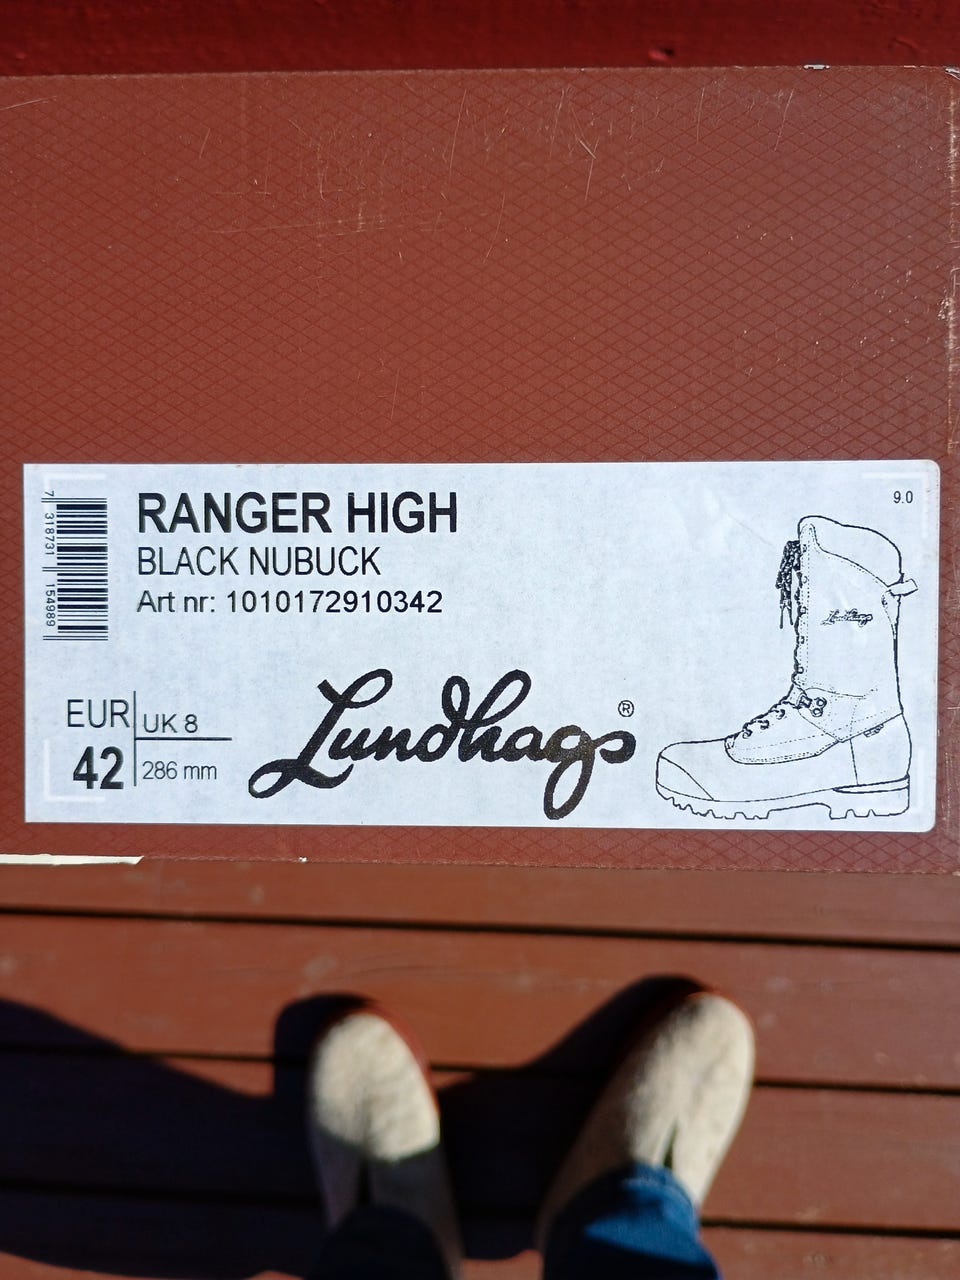 RANGER HIGH
BLACK NUBUCK
Art nr: 1010172910342
9.0
7 318731 154989
EUR
42
UK 8
286 mm
Lundhags®
Lundhags